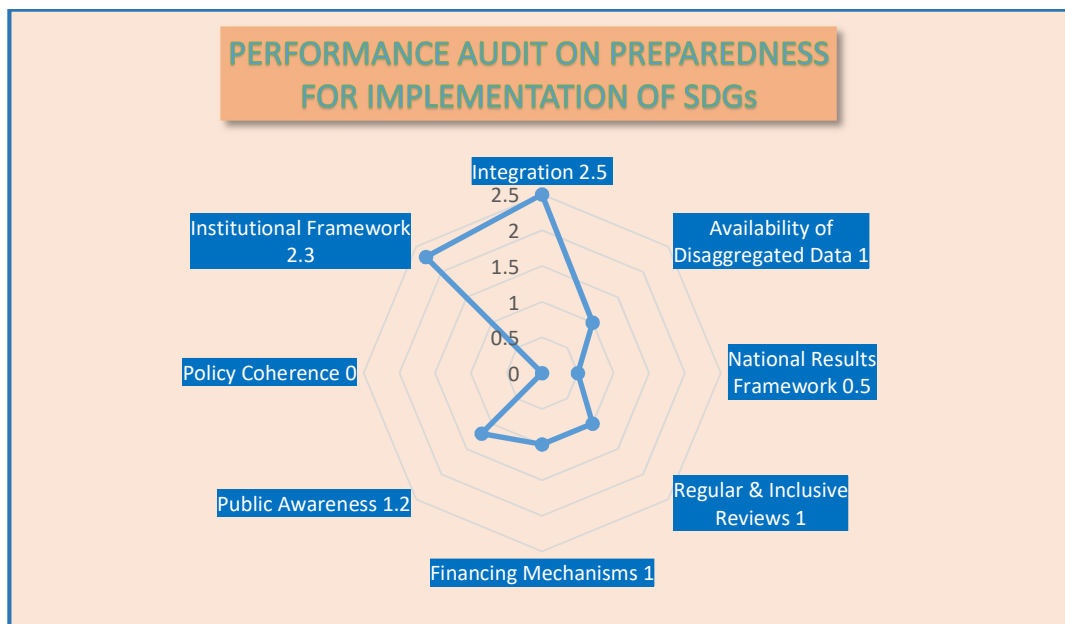 PERFORMANCE AUDIT ON PREPAREDNESS
FOR IMPLEMENTATION OF SDGs
Integration 2.5
Availability of
Disaggregated Data 1
National Results
Framework 0.5
Regular & Inclusive
Reviews 1
Financing Mechanisms 1
Public Awareness 1.2
Policy Coherence 0
Institutional Framework
2.3
2.5
2
1.5
1
0.5
0